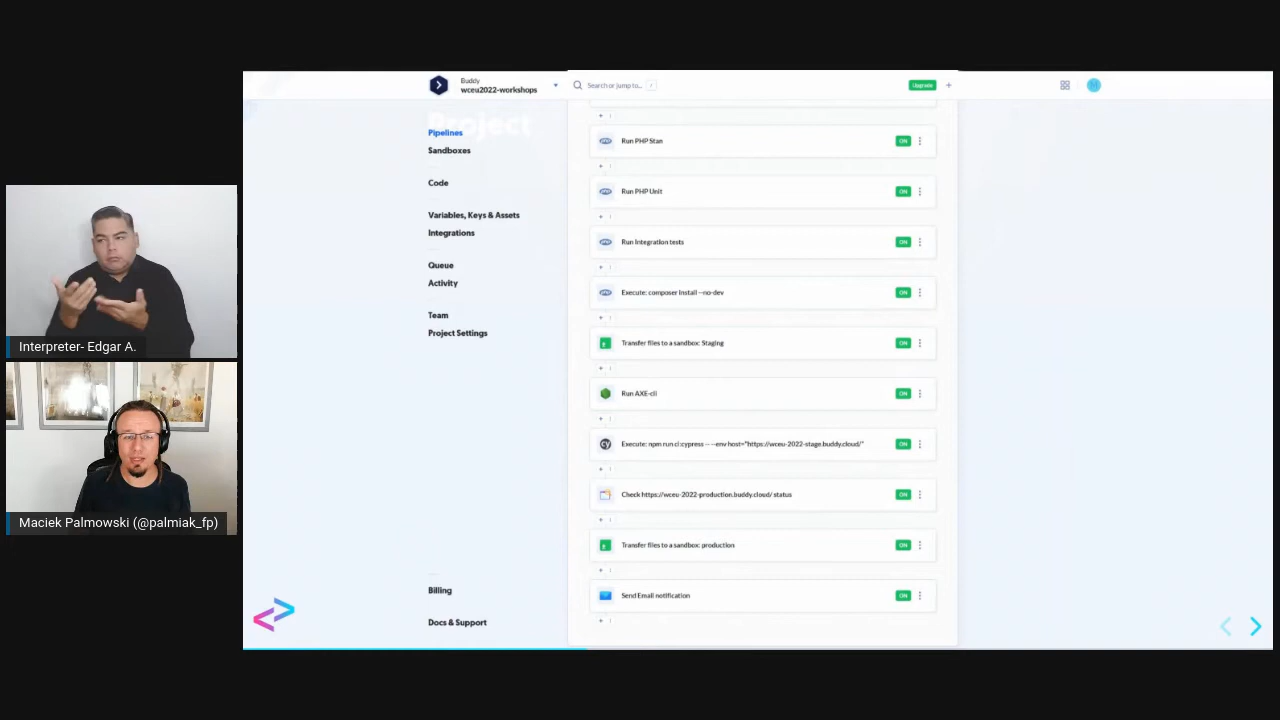 Buddy
wceu2022-workshops
Search or jump to... /
Upgrade
+
M
Project
Pipelines
Sandboxes
Code
Variables, Keys & Assets
Integrations
Queue
Activity
Team
Project Settings
Billing
Docs & Support
Run PHP Stan
ON
Run PHP Unit
ON
Run Integration tests
ON
Execute: composer install --no-dev
ON
Transfer files to a sandbox: Staging
ON
Run AXE-cli
ON
cy
Execute: npm run ci:cypress -- --env host="https://wceu-2022-stage.buddy.cloud/"
ON
Check https://wceu-2022-production.buddy.cloud/ status
ON
Transfer files to a sandbox: production
ON
Send Email notification
ON
Interpreter- Edgar A.
Maciek Palmowski (@palmiak_fp)